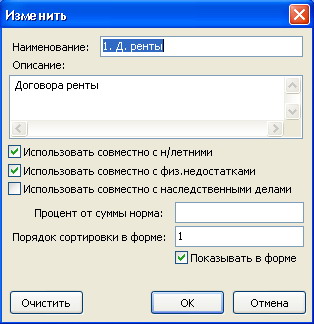 Изменить
Наименование: 1. Д. ренты
Описание:
Договора ренты
Использовать совместно с н/летними
Использовать совместно с физ.недостатками
Использовать совместно с наследственными делами
Процент от суммы норма:
Порядок сортировки в форме: 1
Показывать в форме
Очистить OK Отмена